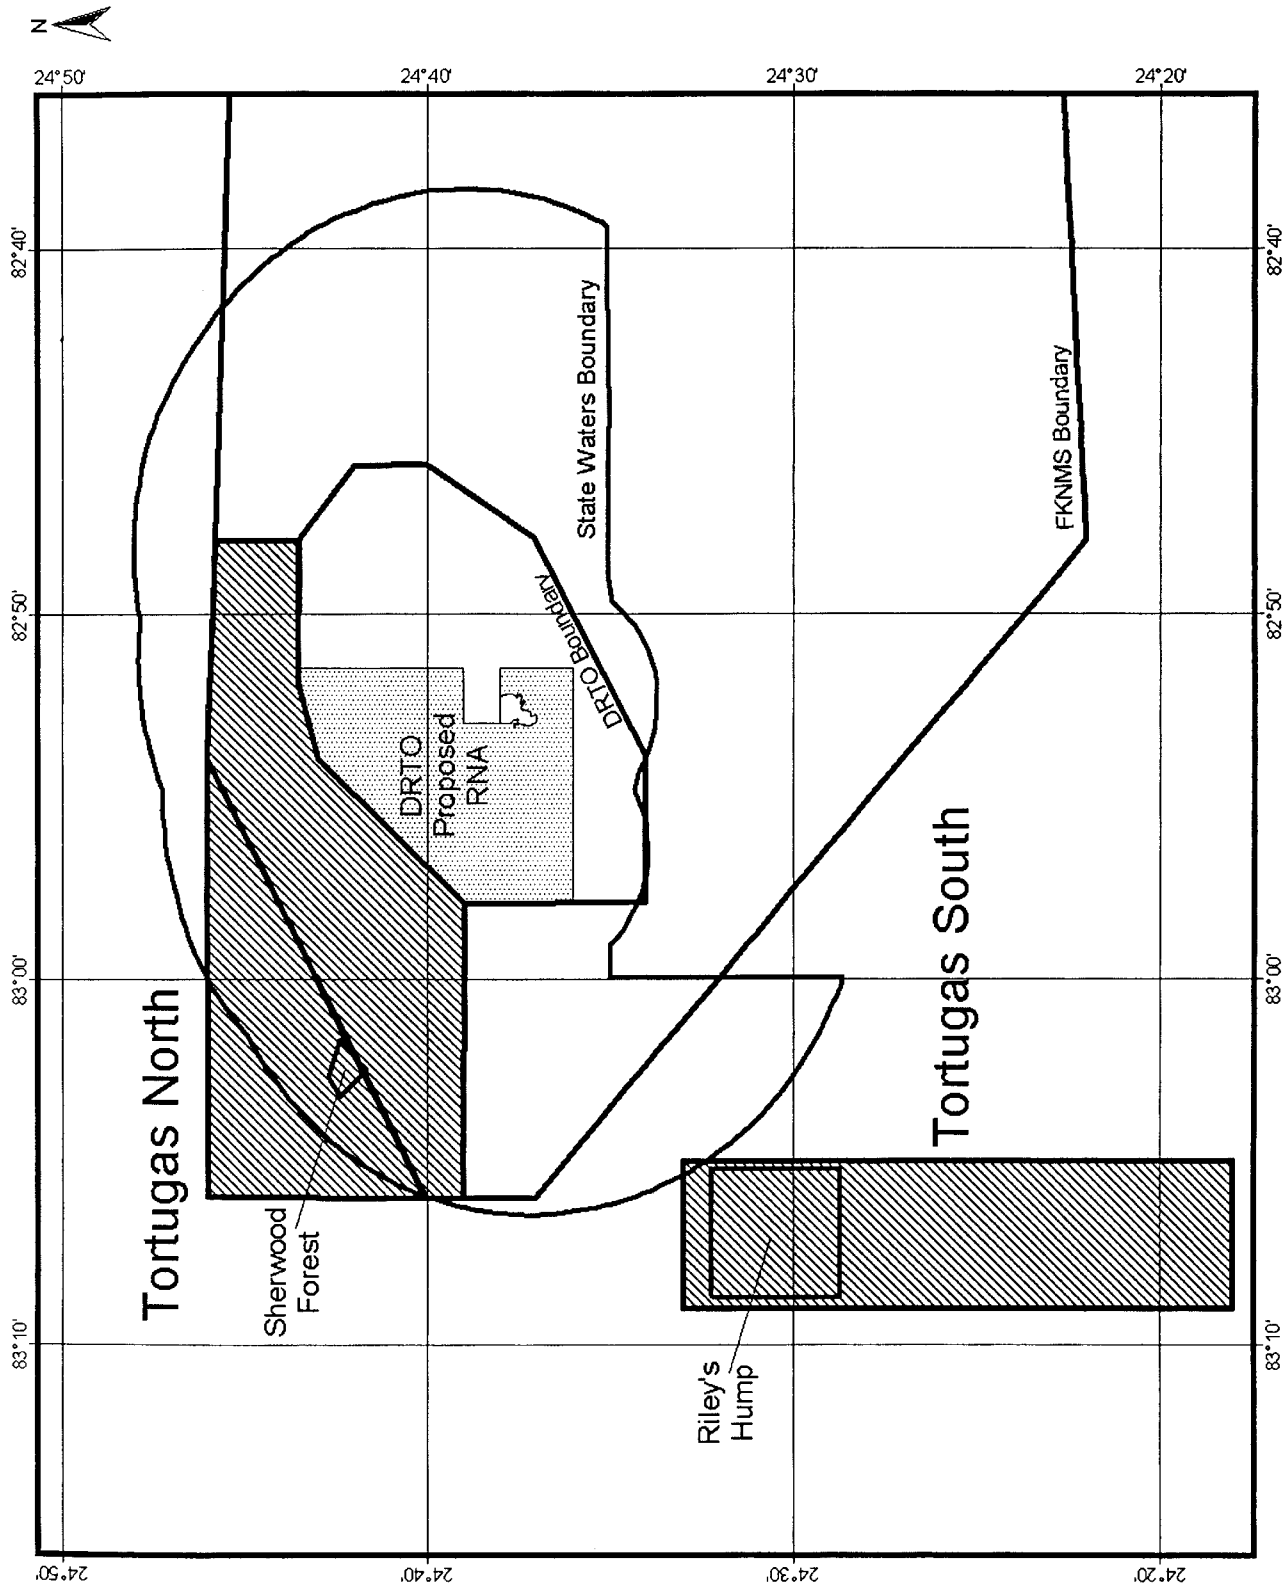 N
24°50'
24°40'
24°30'
24°20'
82°40'
82°40'
State Waters Boundary
FKNMS Boundary
DRTO Boundary
82°50'
82°50'
DRTO
Proposed
RNA
83°00'
83°00'
Tortugas North
Tortugas South
Sherwood
Forest
Riley's
Hump
83°10'
83°10'
24°50'
24°40'
24°30'
24°20'